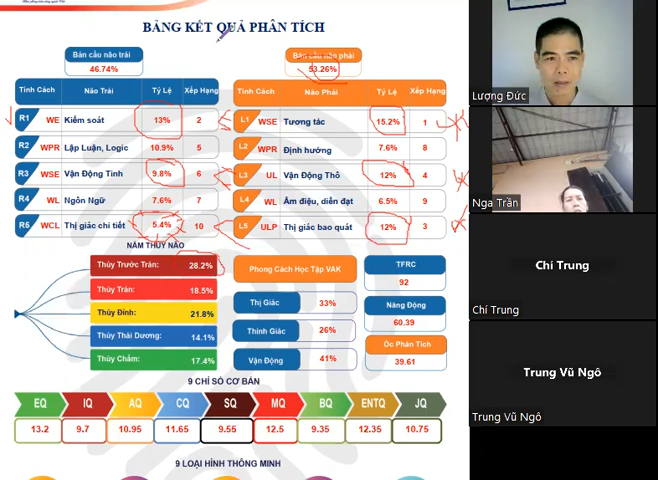 BẢNG KẾT QUẢ PHÂN TÍCH
Bán cầu não trái
46.74%
Bán cầu não phải
53.26%
Tính Cách Não Trái Tỷ Lệ Xếp Hạng
R1 WE Kiểm soát 13% 2
R2 WPR Lập Luận, Logic 10.9% 5
R3 WSE Vận Động Tinh 9.8% 6
R4 WL Ngôn Ngữ 7.6% 7
R5 WCL Thị giác chi tiết 5.4% 10
Tính Cách Não Phải Tỷ Lệ Xếp Hạng
L1 WSE Tương tác 15.2% 1
L2 WPR Định hướng 7.6% 8
L3 UL Vận Động Thô 12% 4
L4 WL Âm điệu, diễn đạt 6.5% 9
L5 ULP Thị giác bao quát 12% 3
NĂM THÙY NÃO
Thùy Trước Trán: 28.2%
Thùy Trán: 18.5%
Thùy Đỉnh: 21.8%
Thùy Thái Dương: 14.1%
Thùy Chẩm: 17.4%
Phong Cách Học Tập VAK
Thị Giác 33%
Thính Giác 26%
Vận Động 41%
TFRC
92
Năng Động
60.39
Óc Phân Tích
39.61
9 CHỈ SỐ CƠ BẢN
EQ IQ AQ CQ SQ MQ BQ ENTQ JQ
13.2 9.7 10.95 11.65 9.55 12.5 9.35 12.35 10.75
9 LOẠI HÌNH THÔNG MINH
Lượng Đức
Nga Trần
Chí Trung
Chí Trung
Trung Vũ Ngô
Trung Vũ Ngô